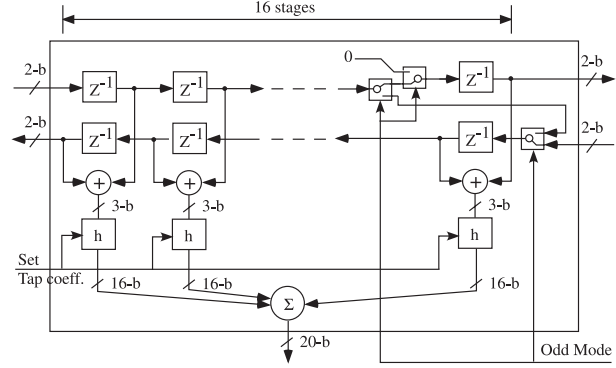 16 stages
0
2-b Z⁻¹ Z⁻¹ Z⁻¹ 2-b
2-b Z⁻¹ Z⁻¹ Z⁻¹ 2-b
+ + +
3-b 3-b 3-b
h h h
Set
Tap coeff.
16-b 16-b 16-b
Σ
20-b
Odd Mode